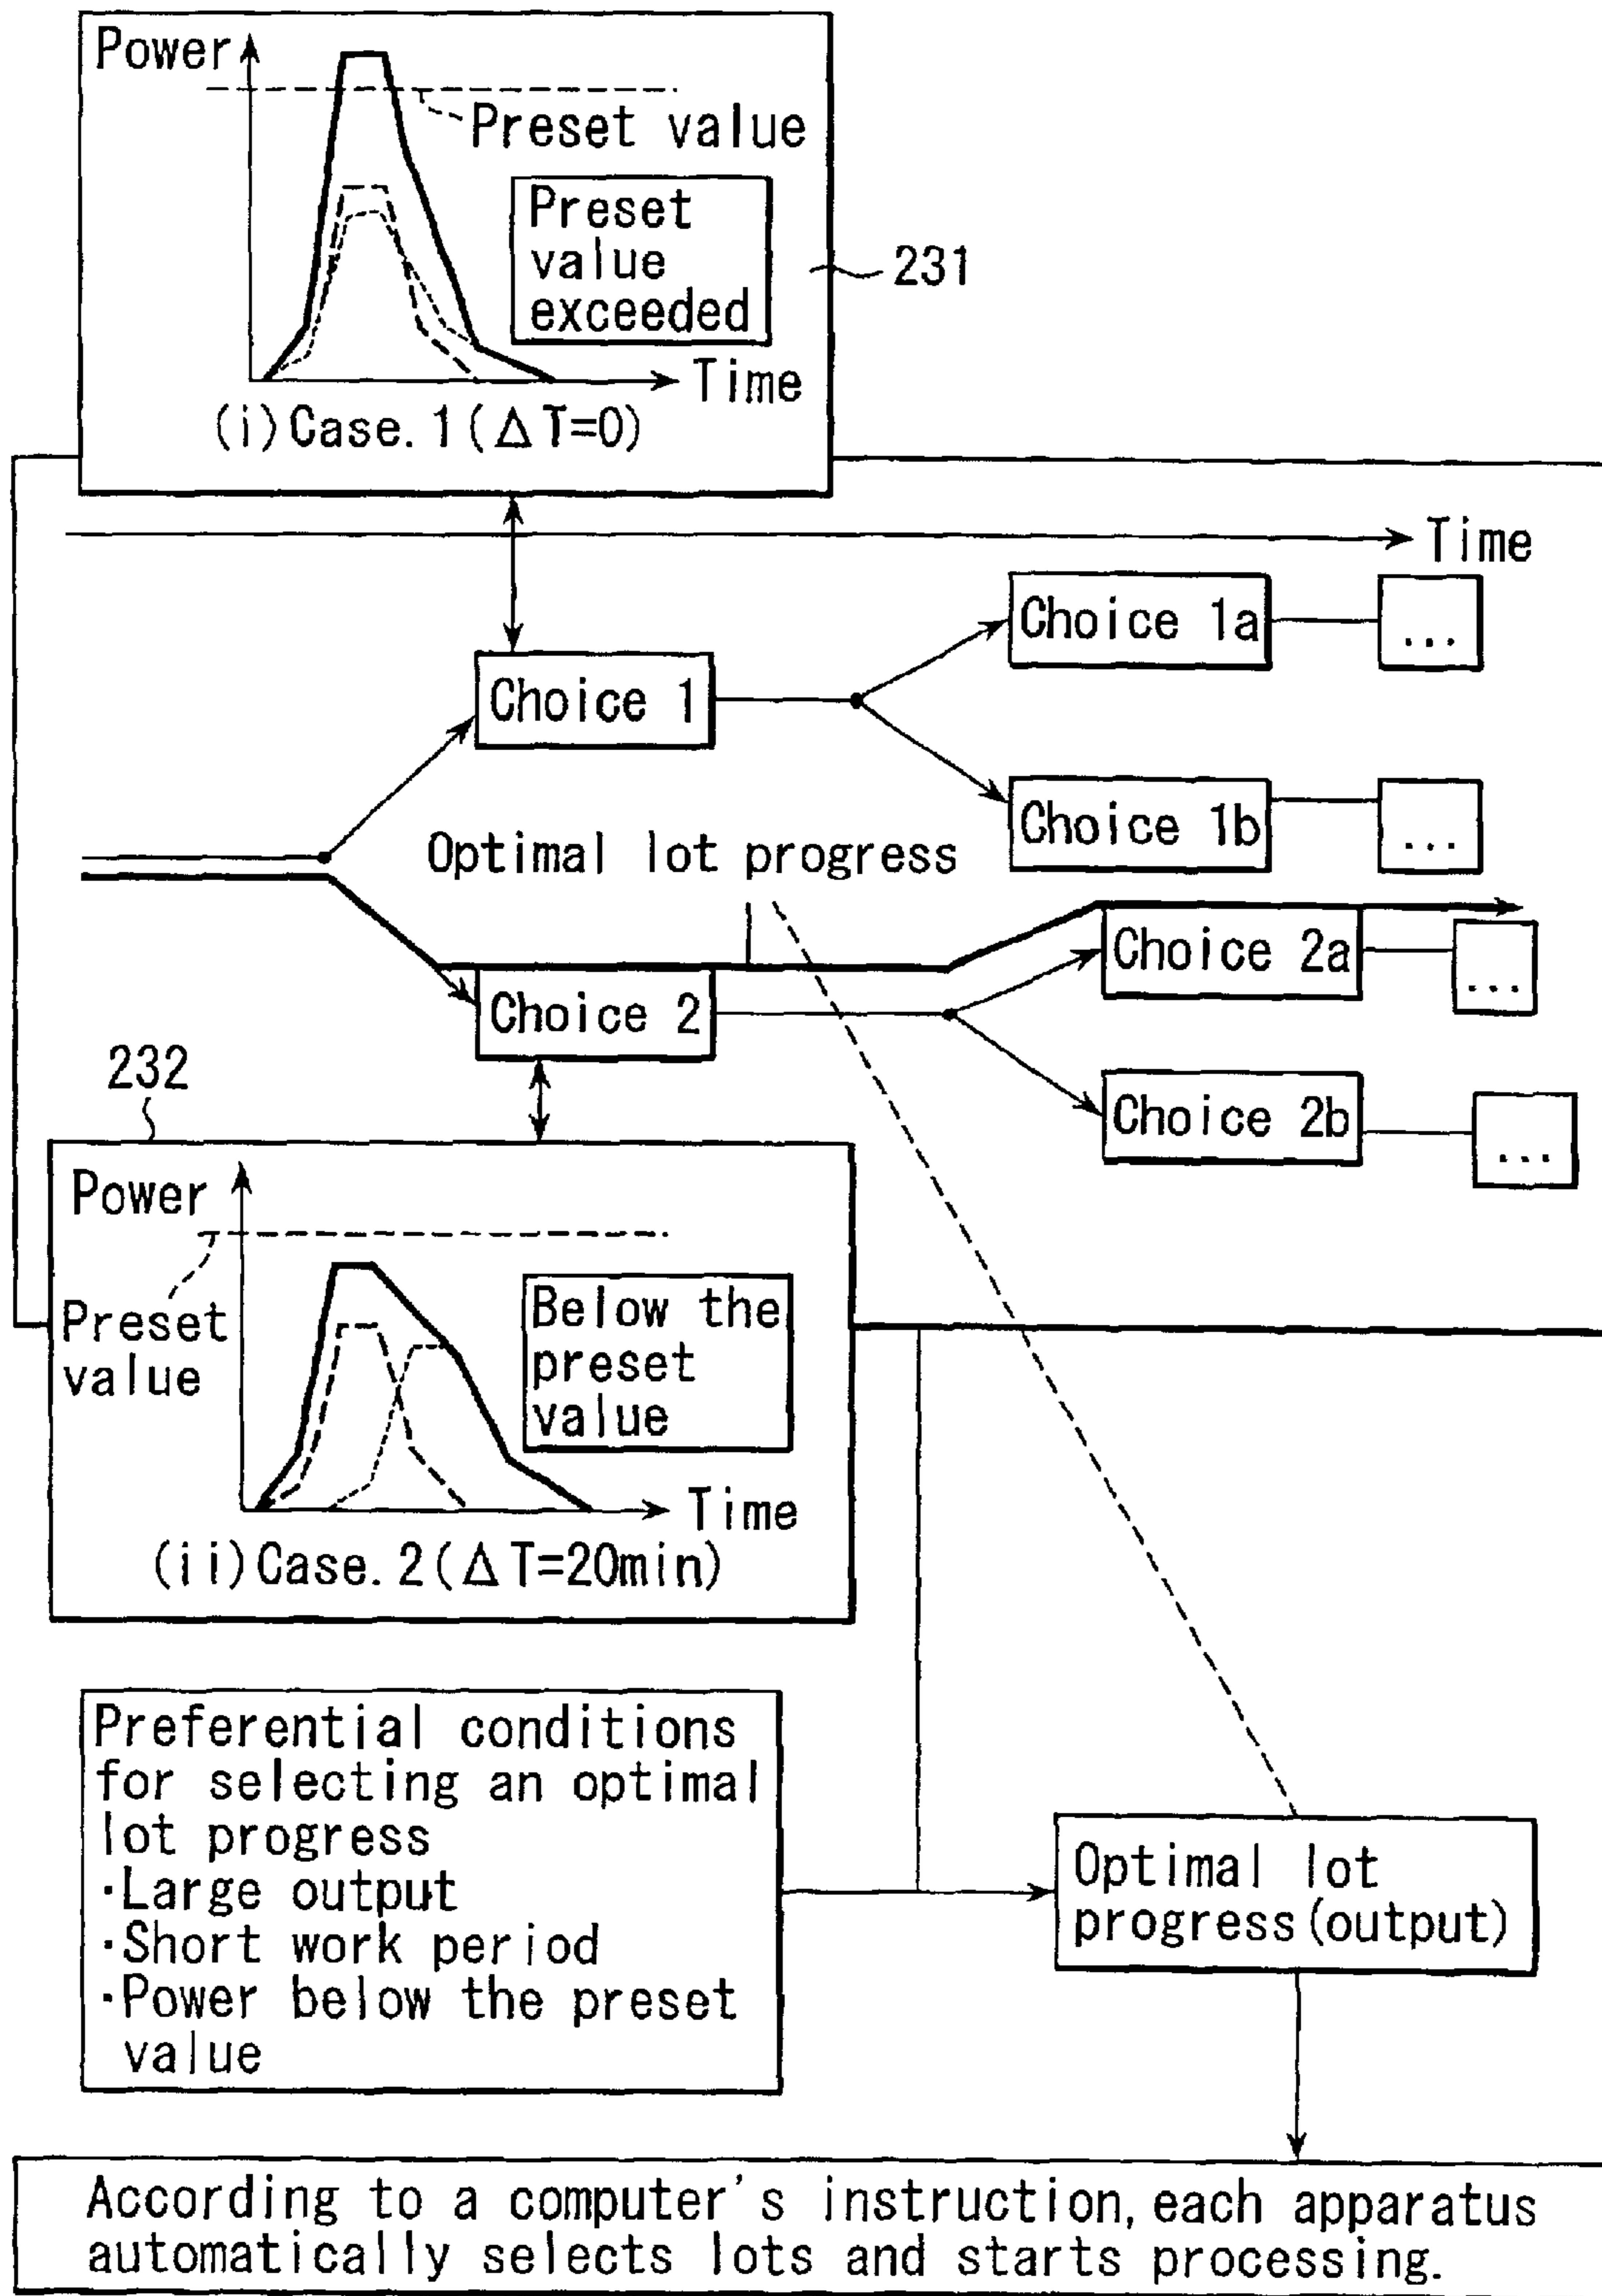 Power
Preset value
Preset
value
exceeded
231
Time
(i) Case. 1 (ΔT=0)
Time
Choice 1a
...
Choice 1
Choice 1b
...
Optimal lot progress
Choice 2a
...
Choice 2
232
Choice 2b
...
Power
Preset
value
Below the
preset
value
Time
(ii) Case. 2 (ΔT=20min)
Preferential conditions
for selecting an optimal
lot progress
·Large output
·Short work period
·Power below the preset
value
Optimal lot
progress (output)
According to a computer's instruction, each apparatus
automatically selects lots and starts processing.